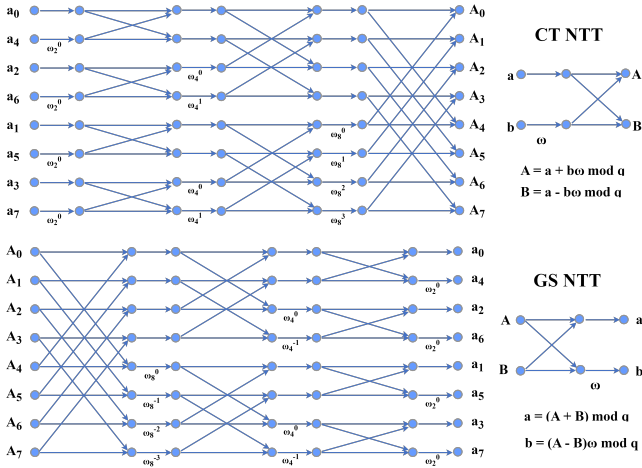 a0 A0
a4 ω2^0 A1
CT NTT
a2 ω4^0 A2
a A
a6 ω2^0 ω4^1 A3
a1 ω8^0 A4
b ω B
a5 ω2^0 ω8^1 A5
A = a + bω mod q
a3 ω4^0 ω8^2 A6
B = a - bω mod q
a7 ω2^0 ω4^1 ω8^3 A7
A0 a0
A1 ω2^0 a4
GS NTT
A2 ω4^0 a2
A a
A3 ω4^-1 ω2^0 a6
A4 ω8^0 a1
B ω b
A5 ω8^-1 ω2^0 a5
a = (A + B) mod q
A6 ω8^-2 ω4^0 a3
b = (A - B)ω mod q
A7 ω8^-3 ω4^-1 ω2^0 a7